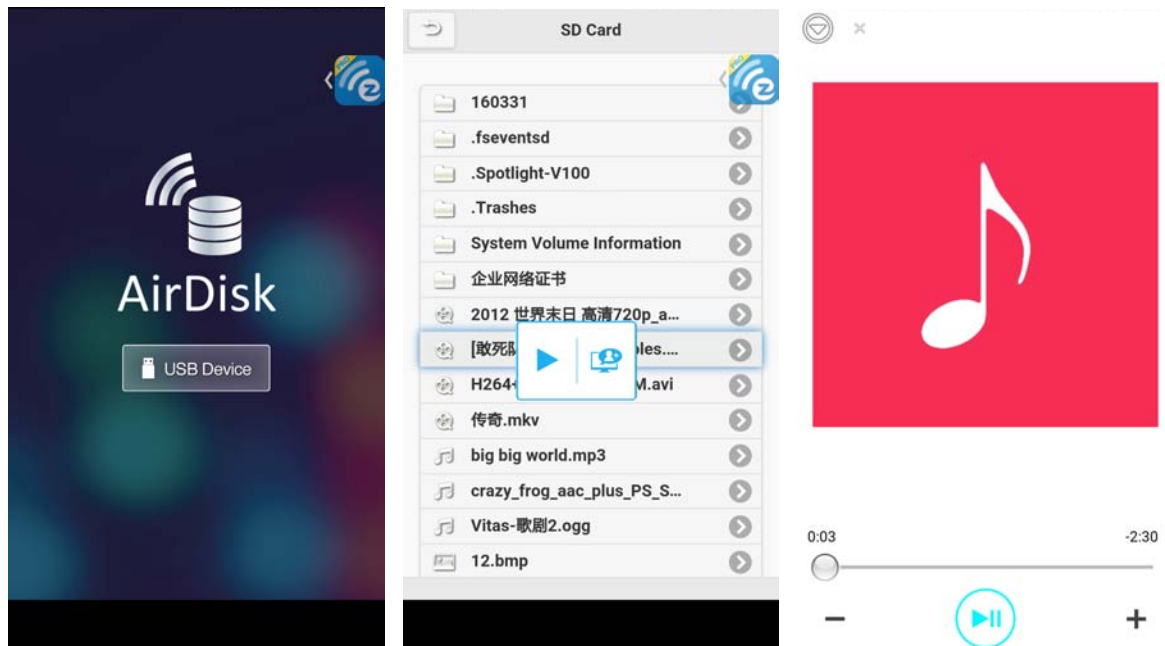 AirDisk
USB Device
SD Card
160331
.fseventsd
.Spotlight-V100
.Trashes
System Volume Information
企业网络证书
2012 世界末日 高清720p_a...
[敢死 les....
H264+ M.avi
传奇.mkv
big big world.mp3
crazy_frog_aac_plus_PS_S...
Vitas-歌剧2.ogg
12.bmp
0:03
-2:30